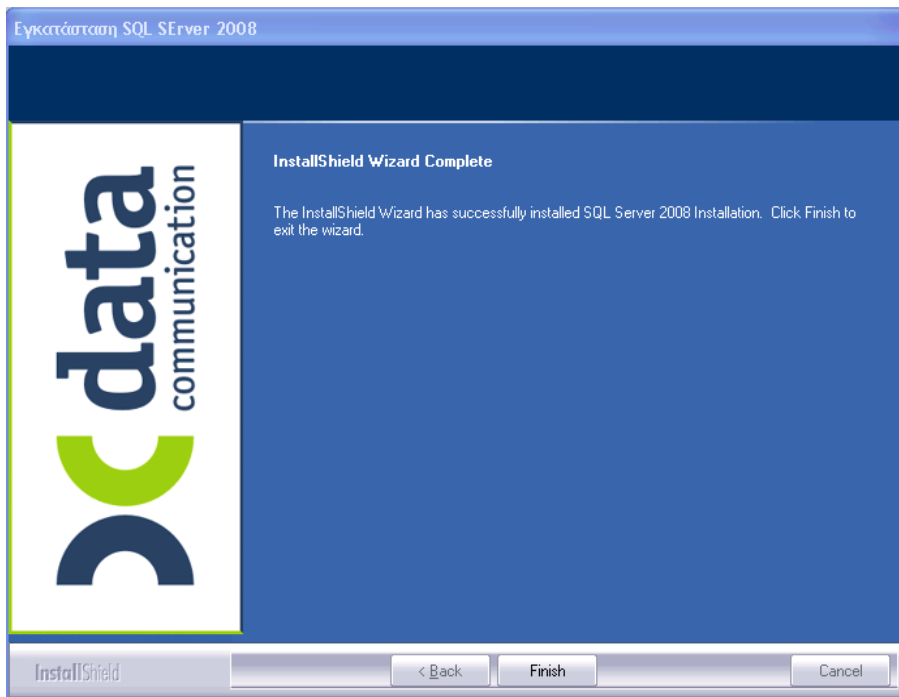 Εγκατάσταση SQL SErver 2008
data
communication
InstallShield Wizard Complete
The InstallShield Wizard has successfully installed SQL Server 2008 Installation. Click Finish to
exit the wizard.
InstallShield
< Back
Finish
Cancel